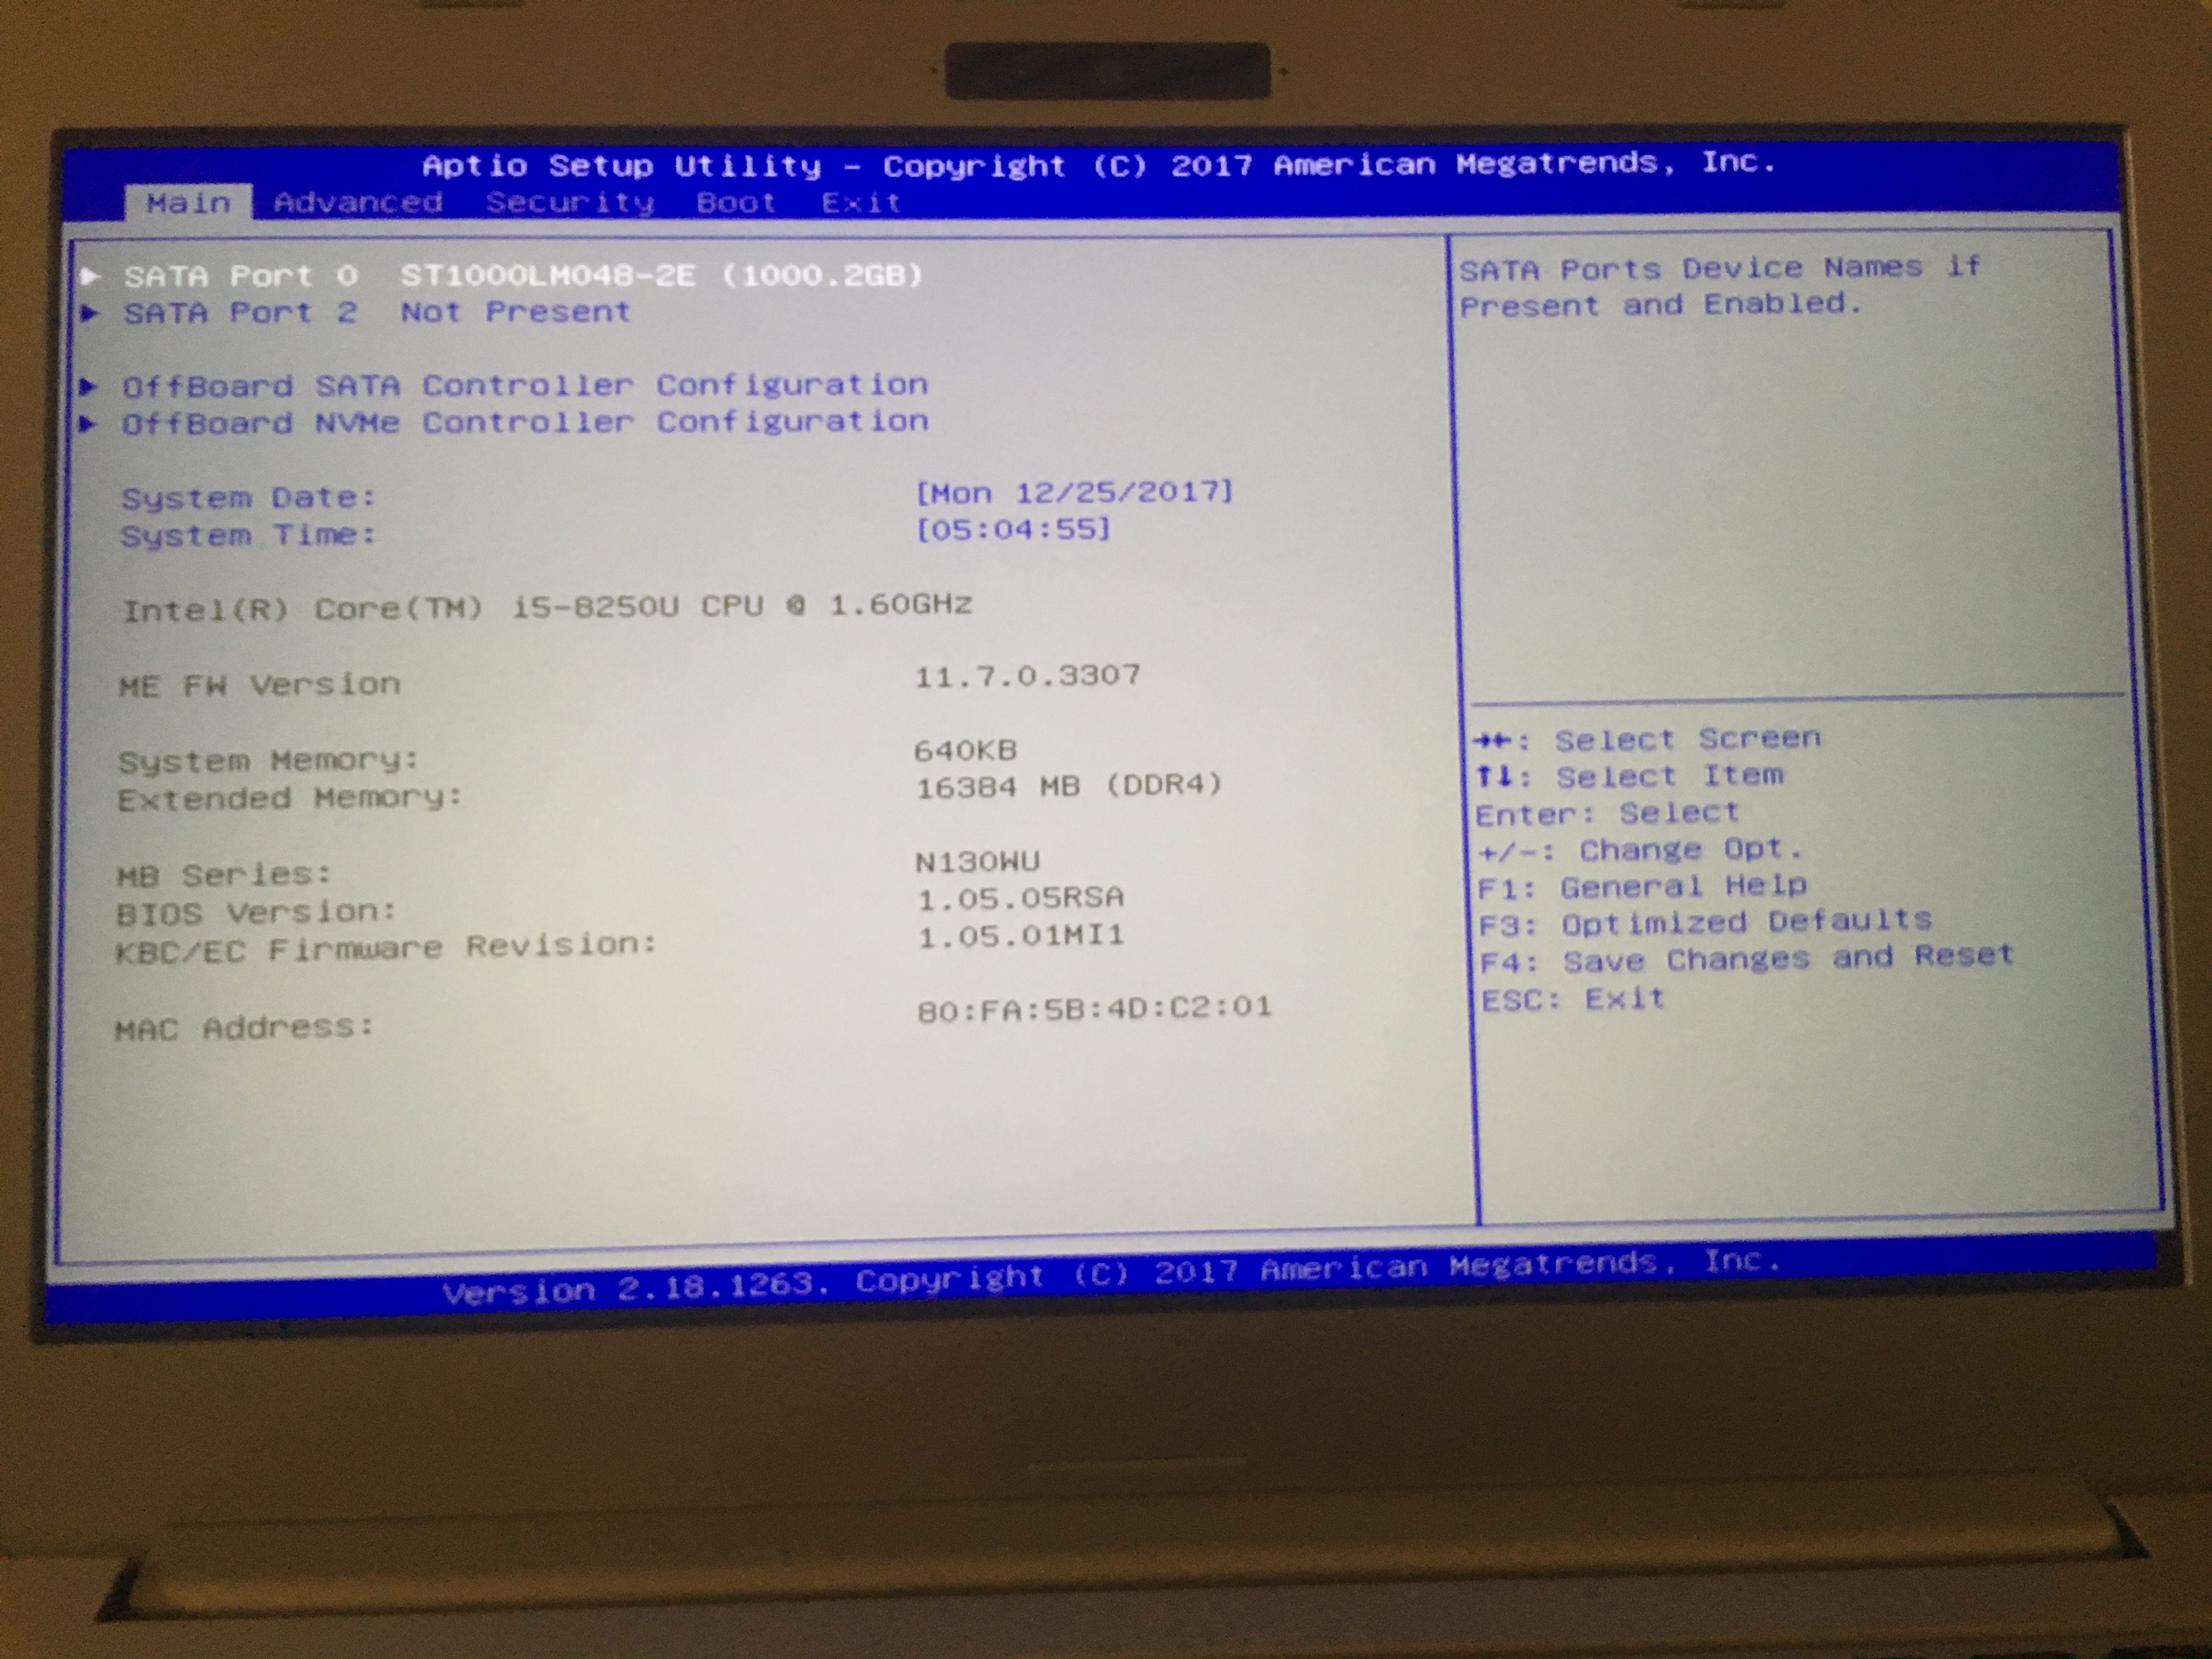 Aptio Setup Utility – Copyright (C) 2017 American Megatrends, Inc.
Main Advanced Security Boot Exit
► SATA Port 0 ST1000LM048-2E (1000.2GB)
► SATA Port 2 Not Present
► OffBoard SATA Controller Configuration
► OffBoard NVMe Controller Configuration
System Date: [Mon 12/25/2017]
System Time: [05:04:55]
Intel(R) Core(TM) i5-8250U CPU @ 1.60GHz
ME FW Version 11.7.0.3307
System Memory: 640KB
Extended Memory: 16384 MB (DDR4)
MB Series: N130WU
BIOS Version: 1.05.05RSA
KBC/EC Firmware Revision: 1.05.01MI1
MAC Address: 80:FA:5B:4D:C2:01
SATA Ports Device Names if
Present and Enabled.
→←: Select Screen
↑↓: Select Item
Enter: Select
+/-: Change Opt.
F1: General Help
F3: Optimized Defaults
F4: Save Changes and Reset
ESC: Exit
Version 2.18.1263. Copyright (C) 2017 American Megatrends, Inc.